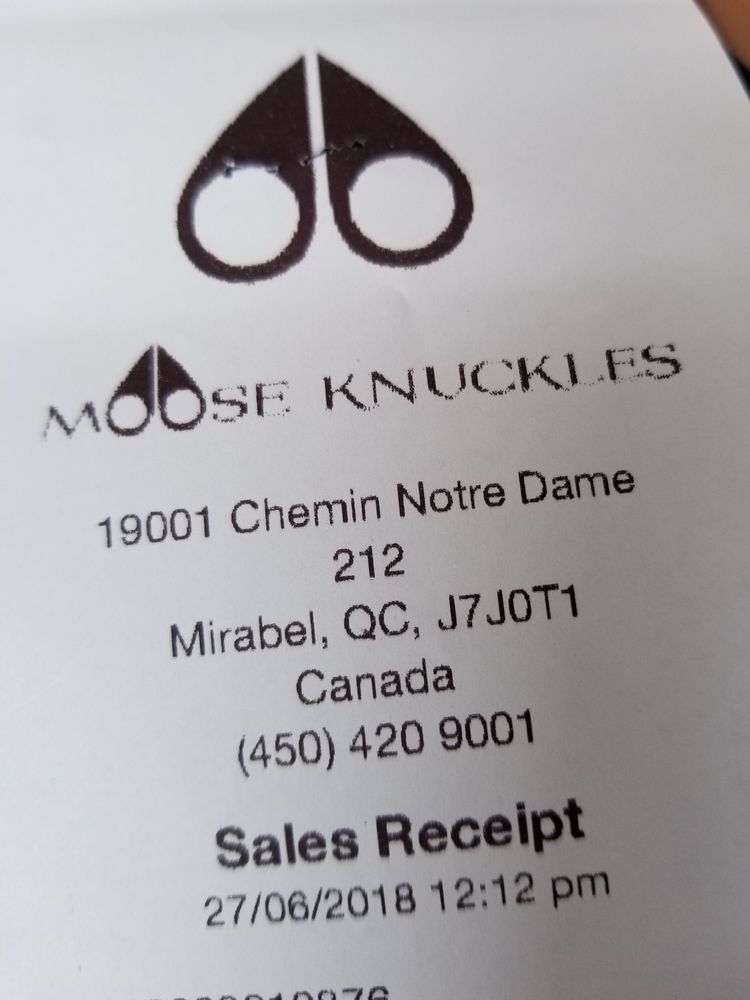 MOOSE KNUCKLES
19001 Chemin Notre Dame
212
Mirabel, QC, J7J0T1
Canada
(450) 420 9001
Sales Receipt
27/06/2018 12:12 pm